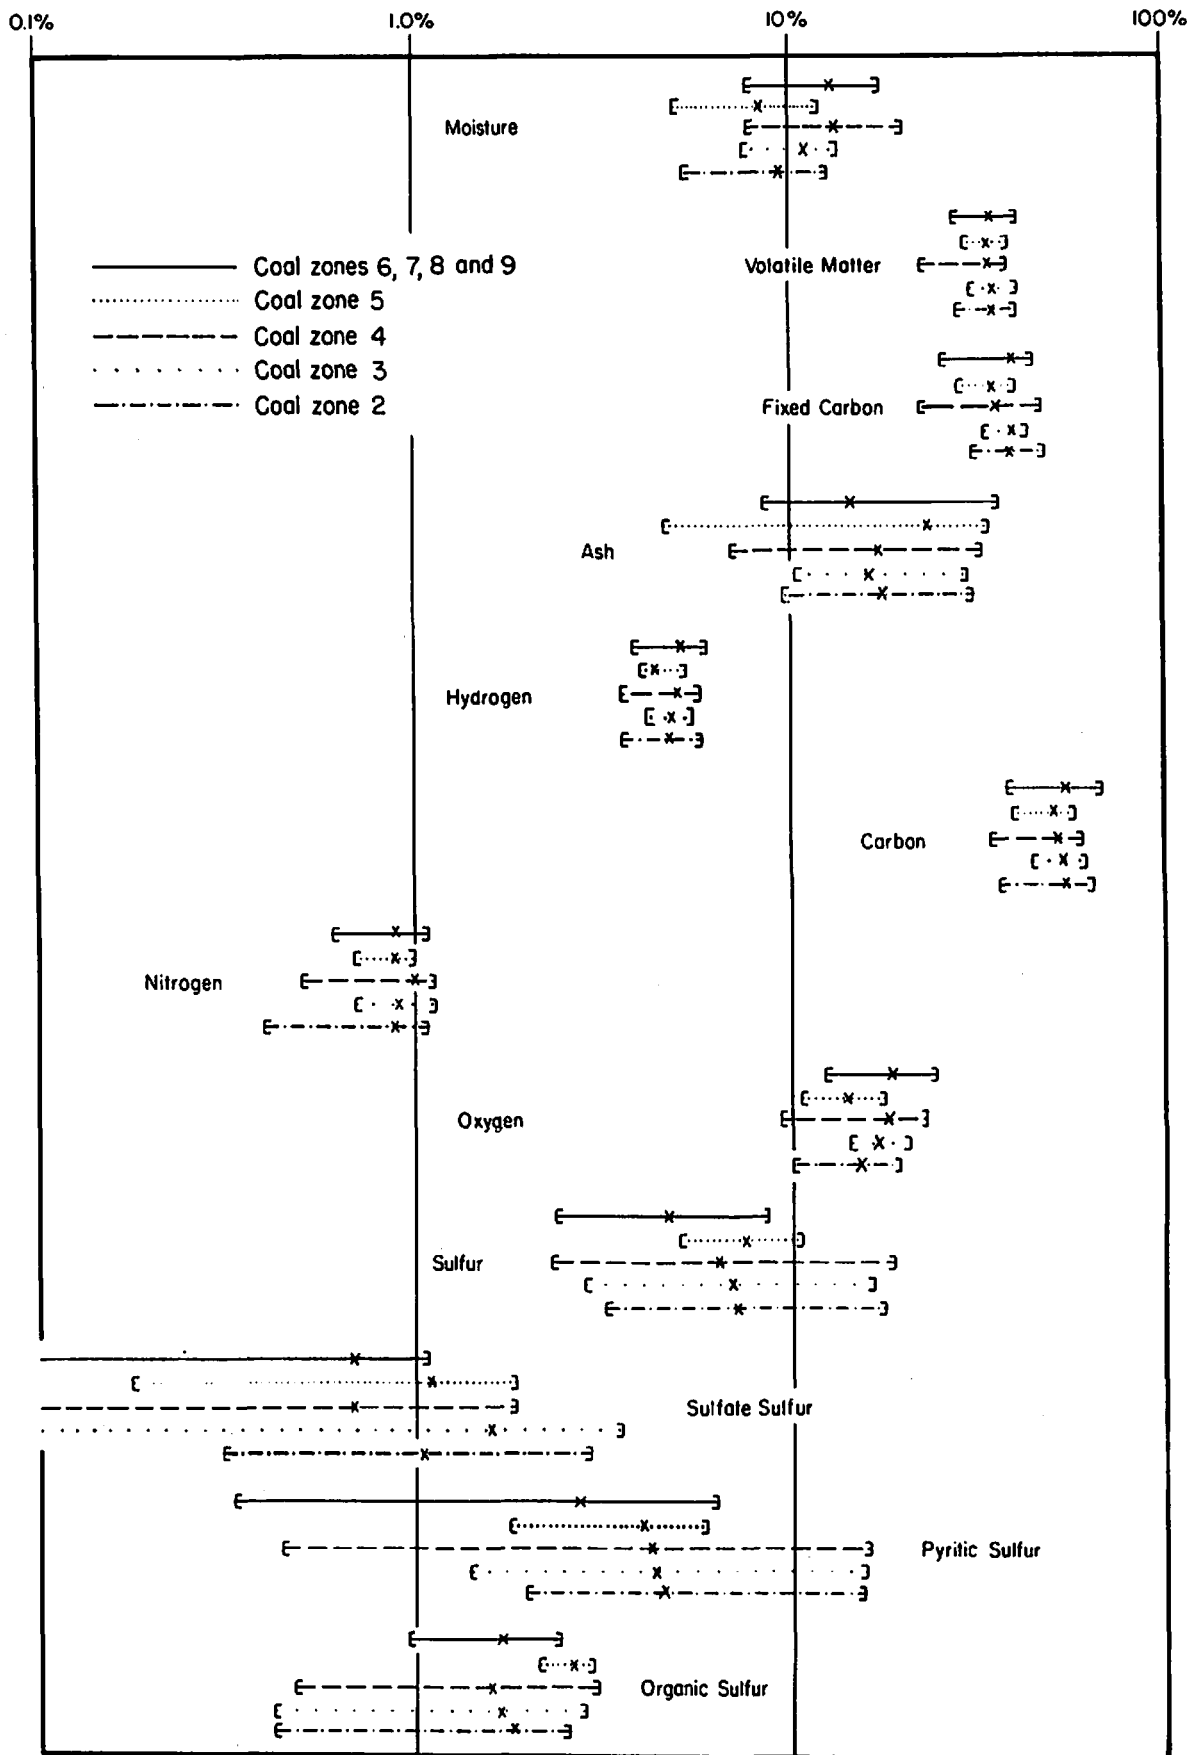 0.1% 1.0% 10% 100%
Moisture
Volatile Matter
Coal zones 6, 7, 8 and 9
Coal zone 5
Coal zone 4
Coal zone 3
Coal zone 2
Fixed Carbon
Ash
Hydrogen
Carbon
Nitrogen
Oxygen
Sulfur
Sulfate Sulfur
Pyritic Sulfur
Organic Sulfur